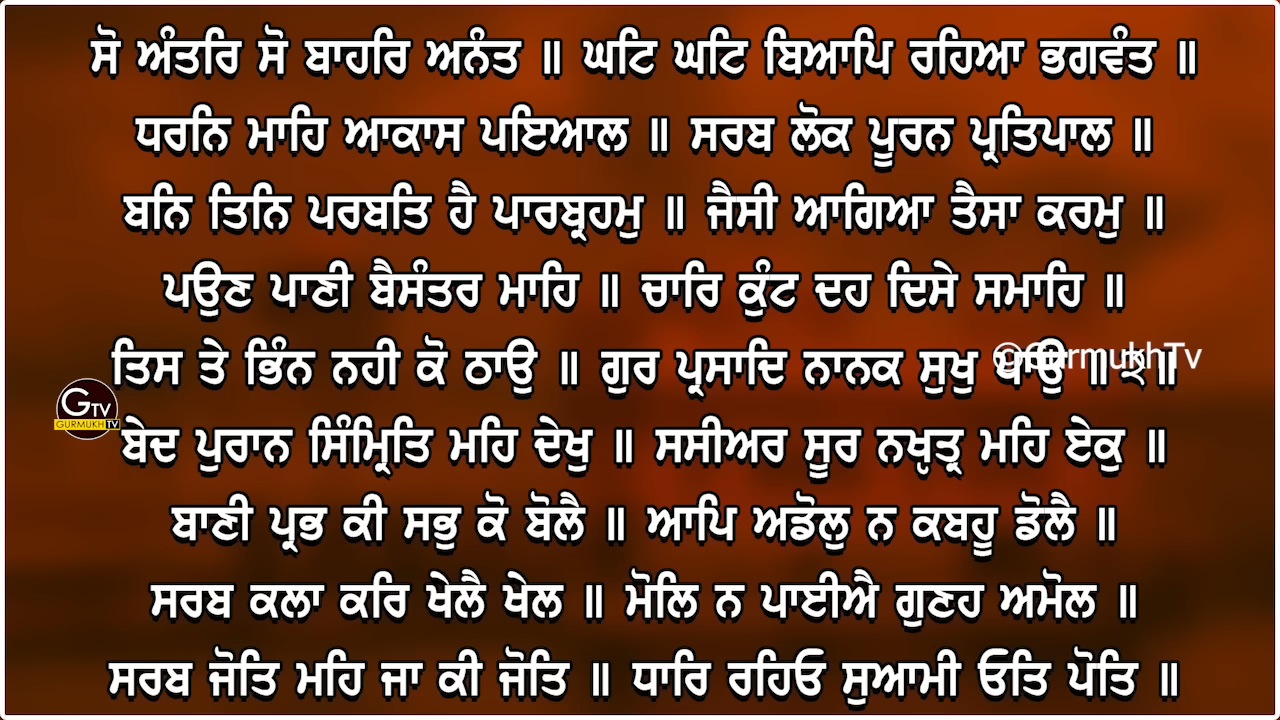 ਸੋ ਅੰਤਰਿ ਸੋ ਬਾਹਰਿ ਅਨੰਤ ॥ ਘਟਿ ਘਟਿ ਬਿਆਪਿ ਰਹਿਆ ਭਗਵੰਤ ॥
ਧਰਨਿ ਮਾਹਿ ਆਕਾਸ ਪਇਆਲ ॥ ਸਰਬ ਲੋਕ ਪੂਰਨ ਪ੍ਰਤਿਪਾਲ ॥
ਬਨਿ ਤਿਨਿ ਪਰਬਤਿ ਹੈ ਪਾਰਬ੍ਰਹਮੁ ॥ ਜੈਸੀ ਆਗਿਆ ਤੈਸਾ ਕਰਮੁ ॥
ਪਉਣ ਪਾਣੀ ਬੈਸੰਤਰ ਮਾਹਿ ॥ ਚਾਰਿ ਕੁੰਟ ਦਹ ਦਿਸੇ ਸਮਾਹਿ ॥
ਤਿਸ ਤੇ ਭਿੰਨ ਨਹੀ ਕੋ ਠਾਉ ॥ ਗੁਰ ਪ੍ਰਸਾਦਿ ਨਾਨਕ ਸੁਖੁ ਪਾਉ ॥੨॥
@GurmukhTv
GTV
GURMUKH TV
ਬੇਦ ਪੁਰਾਨ ਸਿੰਮ੍ਰਿਤਿ ਮਹਿ ਦੇਖੁ ॥ ਸਸੀਅਰ ਸੂਰ ਨਖੵਤ੍ਰ ਮਹਿ ਏਕੁ ॥
ਬਾਣੀ ਪ੍ਰਭ ਕੀ ਸਭੁ ਕੋ ਬੋਲੈ ॥ ਆਪਿ ਅਡੋਲੁ ਨ ਕਬਹੂ ਡੋਲੈ ॥
ਸਰਬ ਕਲਾ ਕਰਿ ਖੇਲੈ ਖੇਲ ॥ ਮੋਲਿ ਨ ਪਾਈਐ ਗੁਣਹ ਅਮੋਲ ॥
ਸਰਬ ਜੋਤਿ ਮਹਿ ਜਾ ਕੀ ਜੋਤਿ ॥ ਧਾਰਿ ਰਹਿਓ ਸੁਆਮੀ ਓਤਿ ਪੋਤਿ ॥